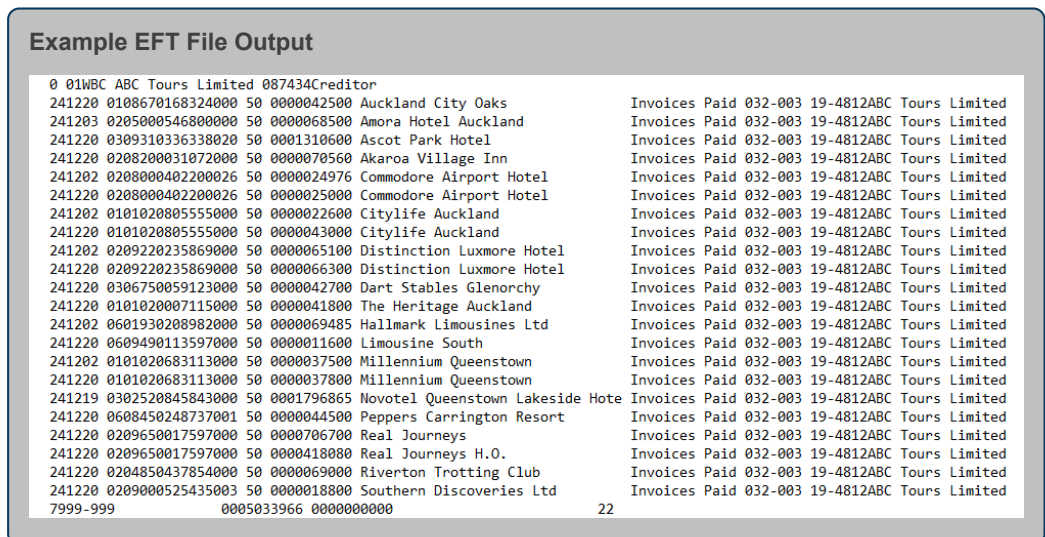 Example EFT File Output
0 01WBC ABC Tours Limited 087434Creditor
241220 0108670168324000 50 0000042500 Auckland City Oaks Invoices Paid 032-003 19-4812ABC Tours Limited
241203 0205000546800000 50 0000068500 Amora Hotel Auckland Invoices Paid 032-003 19-4812ABC Tours Limited
241220 0309310336338020 50 0001310600 Ascot Park Hotel Invoices Paid 032-003 19-4812ABC Tours Limited
241220 0208200031072000 50 0000070560 Akaroa Village Inn Invoices Paid 032-003 19-4812ABC Tours Limited
241202 0208000402200026 50 0000024976 Commodore Airport Hotel Invoices Paid 032-003 19-4812ABC Tours Limited
241220 0208000402200026 50 0000025000 Commodore Airport Hotel Invoices Paid 032-003 19-4812ABC Tours Limited
241202 0101020805555000 50 0000022600 Citylife Auckland Invoices Paid 032-003 19-4812ABC Tours Limited
241220 0101020805555000 50 0000043000 Citylife Auckland Invoices Paid 032-003 19-4812ABC Tours Limited
241202 0209220235869000 50 0000065100 Distinction Luxmore Hotel Invoices Paid 032-003 19-4812ABC Tours Limited
241220 0209220235869000 50 0000066300 Distinction Luxmore Hotel Invoices Paid 032-003 19-4812ABC Tours Limited
241220 0306750059123000 50 0000042700 Dart Stables Glenorchy Invoices Paid 032-003 19-4812ABC Tours Limited
241220 0101020007115000 50 0000041800 The Heritage Auckland Invoices Paid 032-003 19-4812ABC Tours Limited
241202 0601930208982000 50 0000069485 Hallmark Limousines Ltd Invoices Paid 032-003 19-4812ABC Tours Limited
241220 0609490113597000 50 0000011600 Limousine South Invoices Paid 032-003 19-4812ABC Tours Limited
241202 0101020683113000 50 0000037500 Millennium Queenstown Invoices Paid 032-003 19-4812ABC Tours Limited
241220 0101020683113000 50 0000037800 Millennium Queenstown Invoices Paid 032-003 19-4812ABC Tours Limited
241219 0302520845843000 50 0001796865 Novotel Queenstown Lakeside Hote Invoices Paid 032-003 19-4812ABC Tours Limited
241220 0608450248737001 50 0000044500 Peppers Carrington Resort Invoices Paid 032-003 19-4812ABC Tours Limited
241220 0209650017597000 50 0000706700 Real Journeys Invoices Paid 032-003 19-4812ABC Tours Limited
241220 0209650017597000 50 0000418080 Real Journeys H.O. Invoices Paid 032-003 19-4812ABC Tours Limited
241220 0204850437854000 50 0000069000 Riverton Trotting Club Invoices Paid 032-003 19-4812ABC Tours Limited
241220 0209000525435003 50 0000018800 Southern Discoveries Ltd Invoices Paid 032-003 19-4812ABC Tours Limited
7999-999 0005033966 0000000000 22